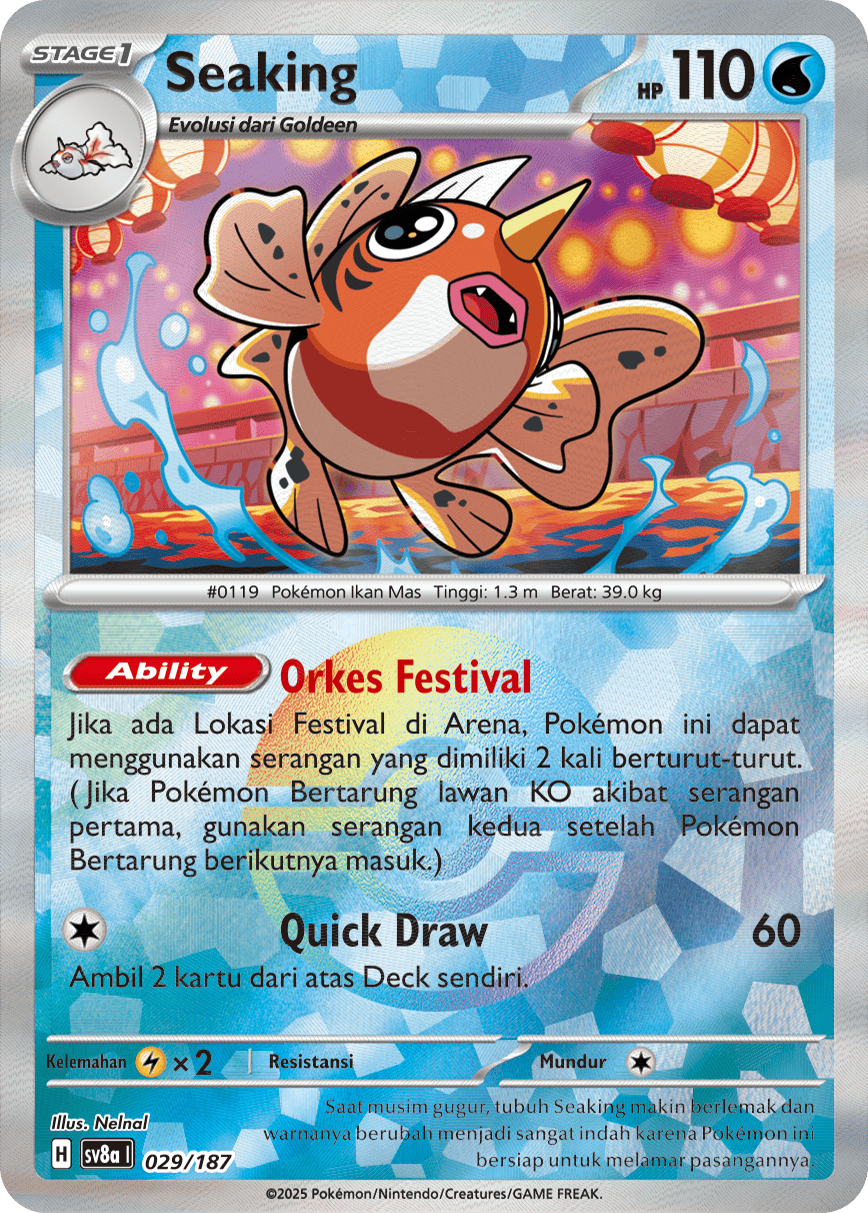 STAGE1
Seaking
HP 110
Evolusi dari Goldeen
#0119 Pokémon Ikan Mas Tinggi: 1.3 m Berat: 39.0 kg
Ability Orkes Festival
Jika ada Lokasi Festival di Arena, Pokémon ini dapat
menggunakan serangan yang dimiliki 2 kali berturut-turut.
(Jika Pokémon Bertarung lawan KO akibat serangan
pertama, gunakan serangan kedua setelah Pokémon
Bertarung berikutnya masuk.)
Quick Draw 60
Ambil 2 kartu dari atas Deck sendiri.
Kelemahan ×2 Resistansi Mundur
Saat musim gugur, tubuh Seaking makin berlemak dan
warnanya berubah menjadi sangat indah karena Pokémon ini
bersiap untuk melamar pasangannya.
Illus. Nelnal
H sv8a I 029/187
©2025 Pokémon/Nintendo/Creatures/GAME FREAK.